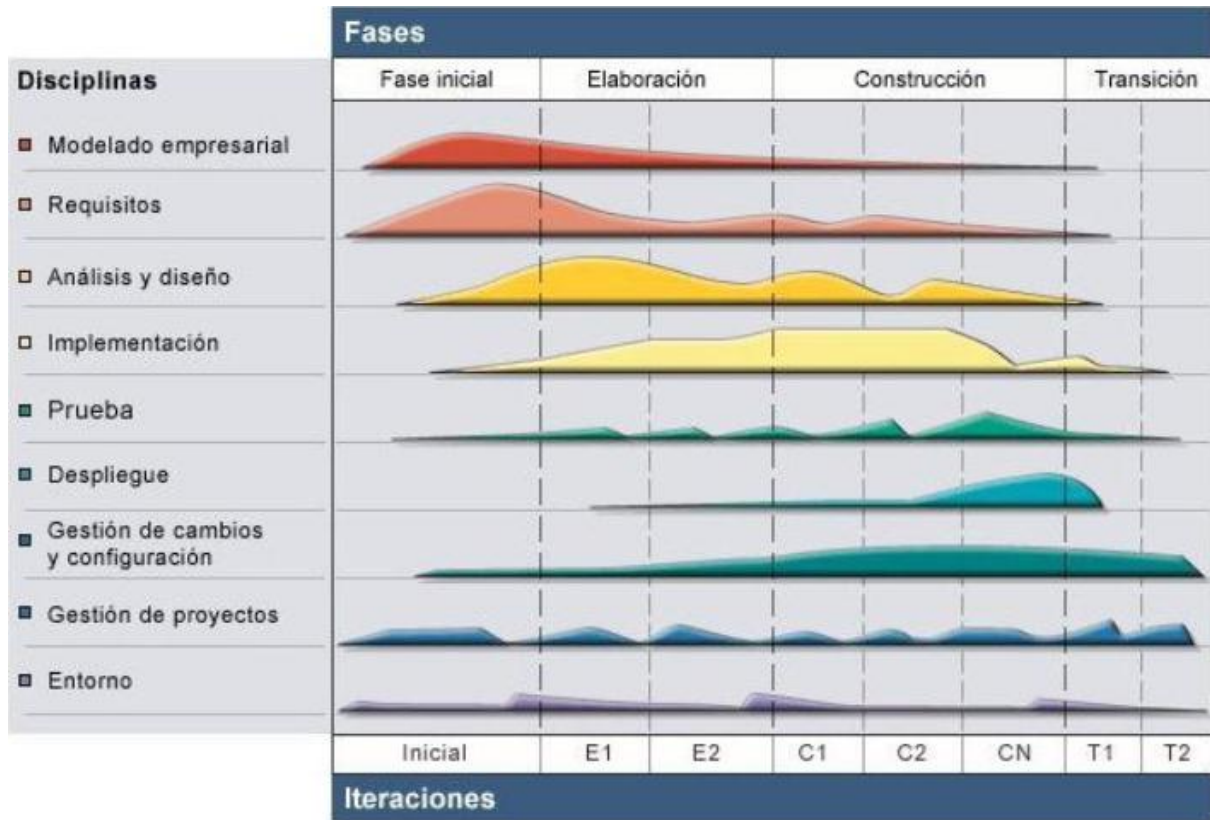 Fases
Disciplinas
Fase inicial
Elaboración
Construcción
Transición
Modelado empresarial
Requisitos
Análisis y diseño
Implementación
Prueba
Despliegue
Gestión de cambios
y configuración
Gestión de proyectos
Entorno
Inicial
E1
E2
C1
C2
CN
T1
T2
Iteraciones